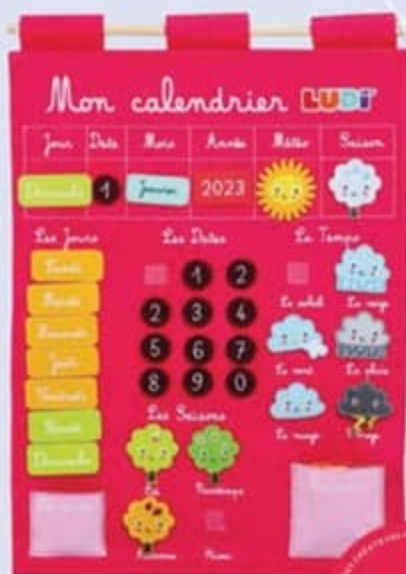 Mon calendrier LUDi
Jour Date Mois Année Météo Saison
Dimanche 1 Janvier 2023
Les Jours Les Dates Le Temps
Lundi
1 2
Mardi
2 3 4
Le soleil La neige
Mercredi
Jeudi
5 6 7
Le vent La pluie
Vendredi
8 9 0
Samedi
Les Saisons
Le nuage L'orage
Dimanche
Été Printemps
Automne Hiver